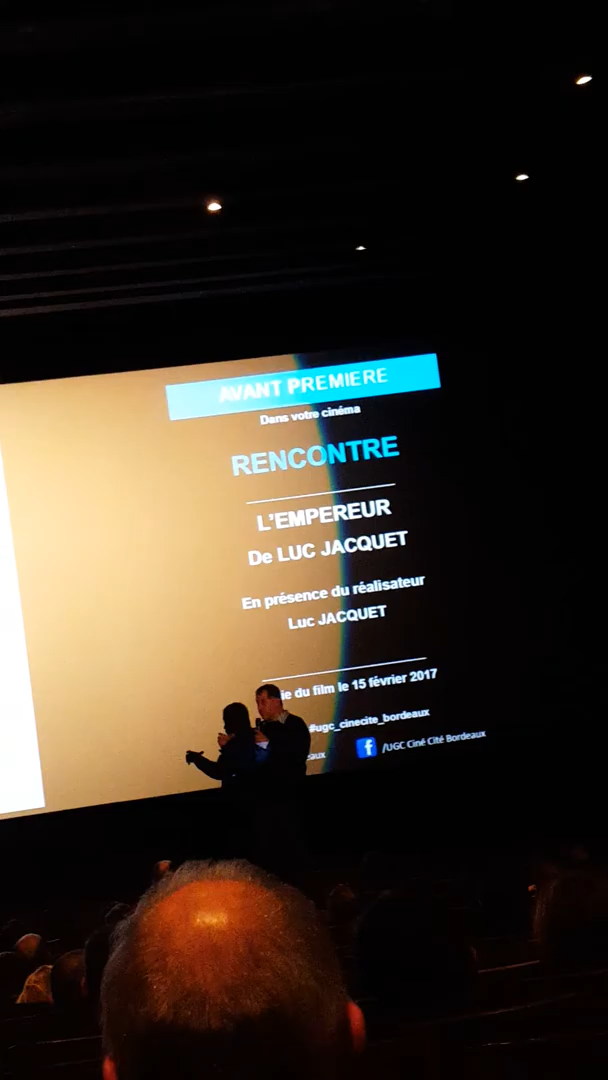 AVANT PREMIERE
Dans votre cinéma
RENCONTRE
L'EMPEREUR
De LUC JACQUET
En présence du réalisateur
Luc JACQUET
du film le 15 février 2017
#ugc_cinecite_bordeaux
/UGC Ciné Cité Bordeaux